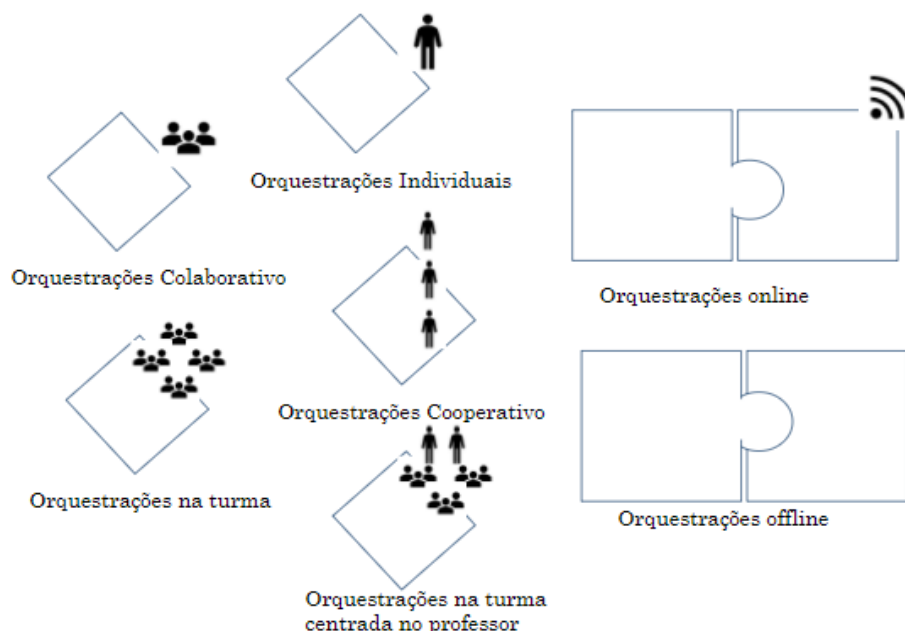 Orquestrações Individuais
Orquestrações Colaborativo
Orquestrações online
Orquestrações Cooperativo
Orquestrações na turma
Orquestrações offline
Orquestrações na turma
centrada no professor